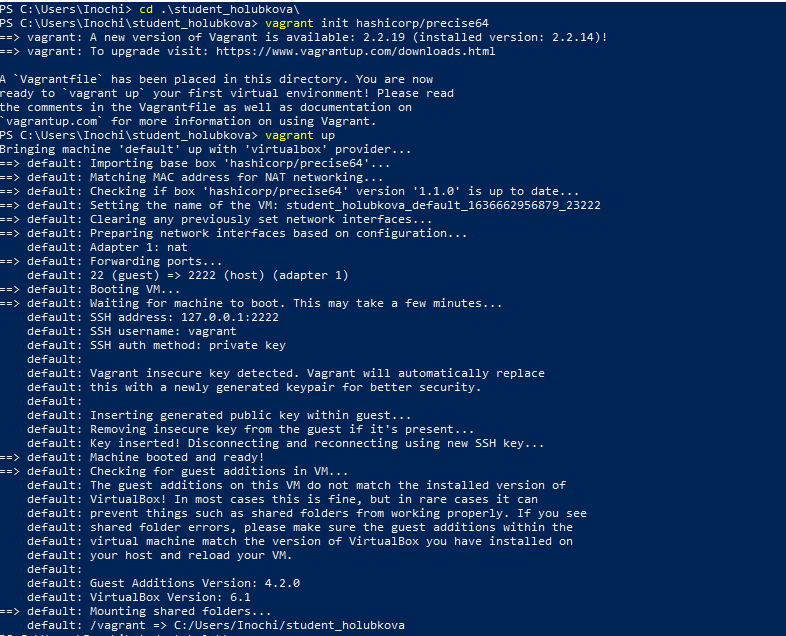 PS C:\Users\Inochi> cd .\student_holubkova\
PS C:\Users\Inochi\student_holubkova> vagrant init hashicorp/precise64
==> vagrant: A new version of Vagrant is available: 2.2.19 (installed version: 2.2.14)!
==> vagrant: To upgrade visit: https://www.vagrantup.com/downloads.html
A `Vagrantfile` has been placed in this directory. You are now
ready to `vagrant up` your first virtual environment! Please read
the comments in the Vagrantfile as well as documentation on
`vagrantup.com` for more information on using Vagrant.
PS C:\Users\Inochi\student_holubkova> vagrant up
Bringing machine 'default' up with 'virtualbox' provider...
==> default: Importing base box 'hashicorp/precise64'...
==> default: Matching MAC address for NAT networking...
==> default: Checking if box 'hashicorp/precise64' version '1.1.0' is up to date...
==> default: Setting the name of the VM: student_holubkova_default_1636662956879_23222
==> default: Clearing any previously set network interfaces...
==> default: Preparing network interfaces based on configuration...
default: Adapter 1: nat
==> default: Forwarding ports...
default: 22 (guest) => 2222 (host) (adapter 1)
==> default: Booting VM...
==> default: Waiting for machine to boot. This may take a few minutes...
default: SSH address: 127.0.0.1:2222
default: SSH username: vagrant
default: SSH auth method: private key
default:
default: Vagrant insecure key detected. Vagrant will automatically replace
default: this with a newly generated keypair for better security.
default:
default: Inserting generated public key within guest...
default: Removing insecure key from the guest if it's present...
default: Key inserted! Disconnecting and reconnecting using new SSH key...
==> default: Machine booted and ready!
==> default: Checking for guest additions in VM...
default: The guest additions on this VM do not match the installed version of
default: VirtualBox! In most cases this is fine, but in rare cases it can
default: prevent things such as shared folders from working properly. If you see
default: shared folder errors, please make sure the guest additions within the
default: virtual machine match the version of VirtualBox you have installed on
default: your host and reload your VM.
default:
default: Guest Additions Version: 4.2.0
default: VirtualBox Version: 6.1
==> default: Mounting shared folders...
default: /vagrant => C:/Users/Inochi/student_holubkova